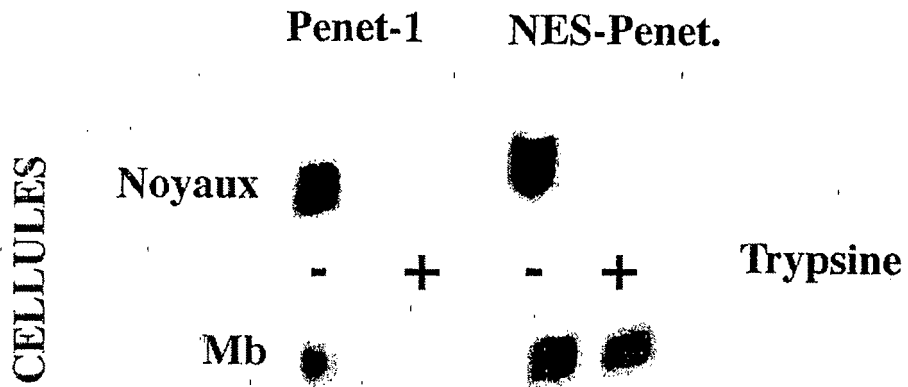 Penet-1 NES-Penet.
CELLULES
Noyaux
- + - + Trypsine
Mb